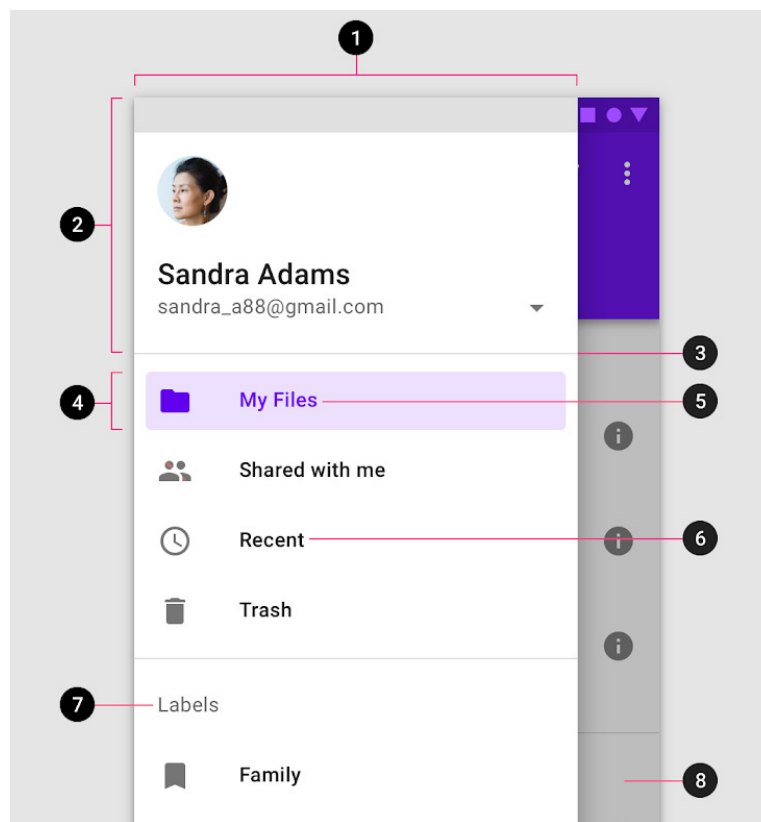 1
2
Sandra Adams
sandra_a88@gmail.com
3
4
My Files
5
Shared with me
Recent
6
Trash
7
Labels
Family
8